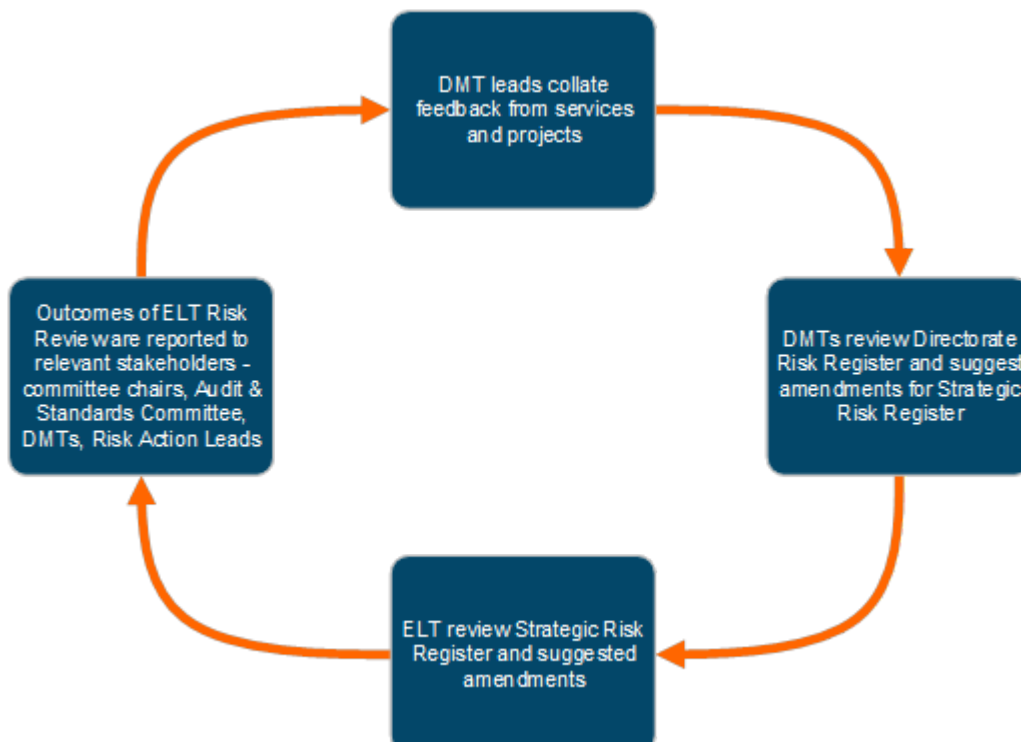 DMT leads collate
feedback from services
and projects
DMTs review Directorate
Risk Register and suggest
amendments for Strategic
Risk Register
ELT review Strategic Risk
Register and suggested
amendments
Outcomes of ELT Risk
Review are reported to
relevant stakeholders -
committee chairs, Audit &
Standards Committee,
DMTs, Risk Action Leads